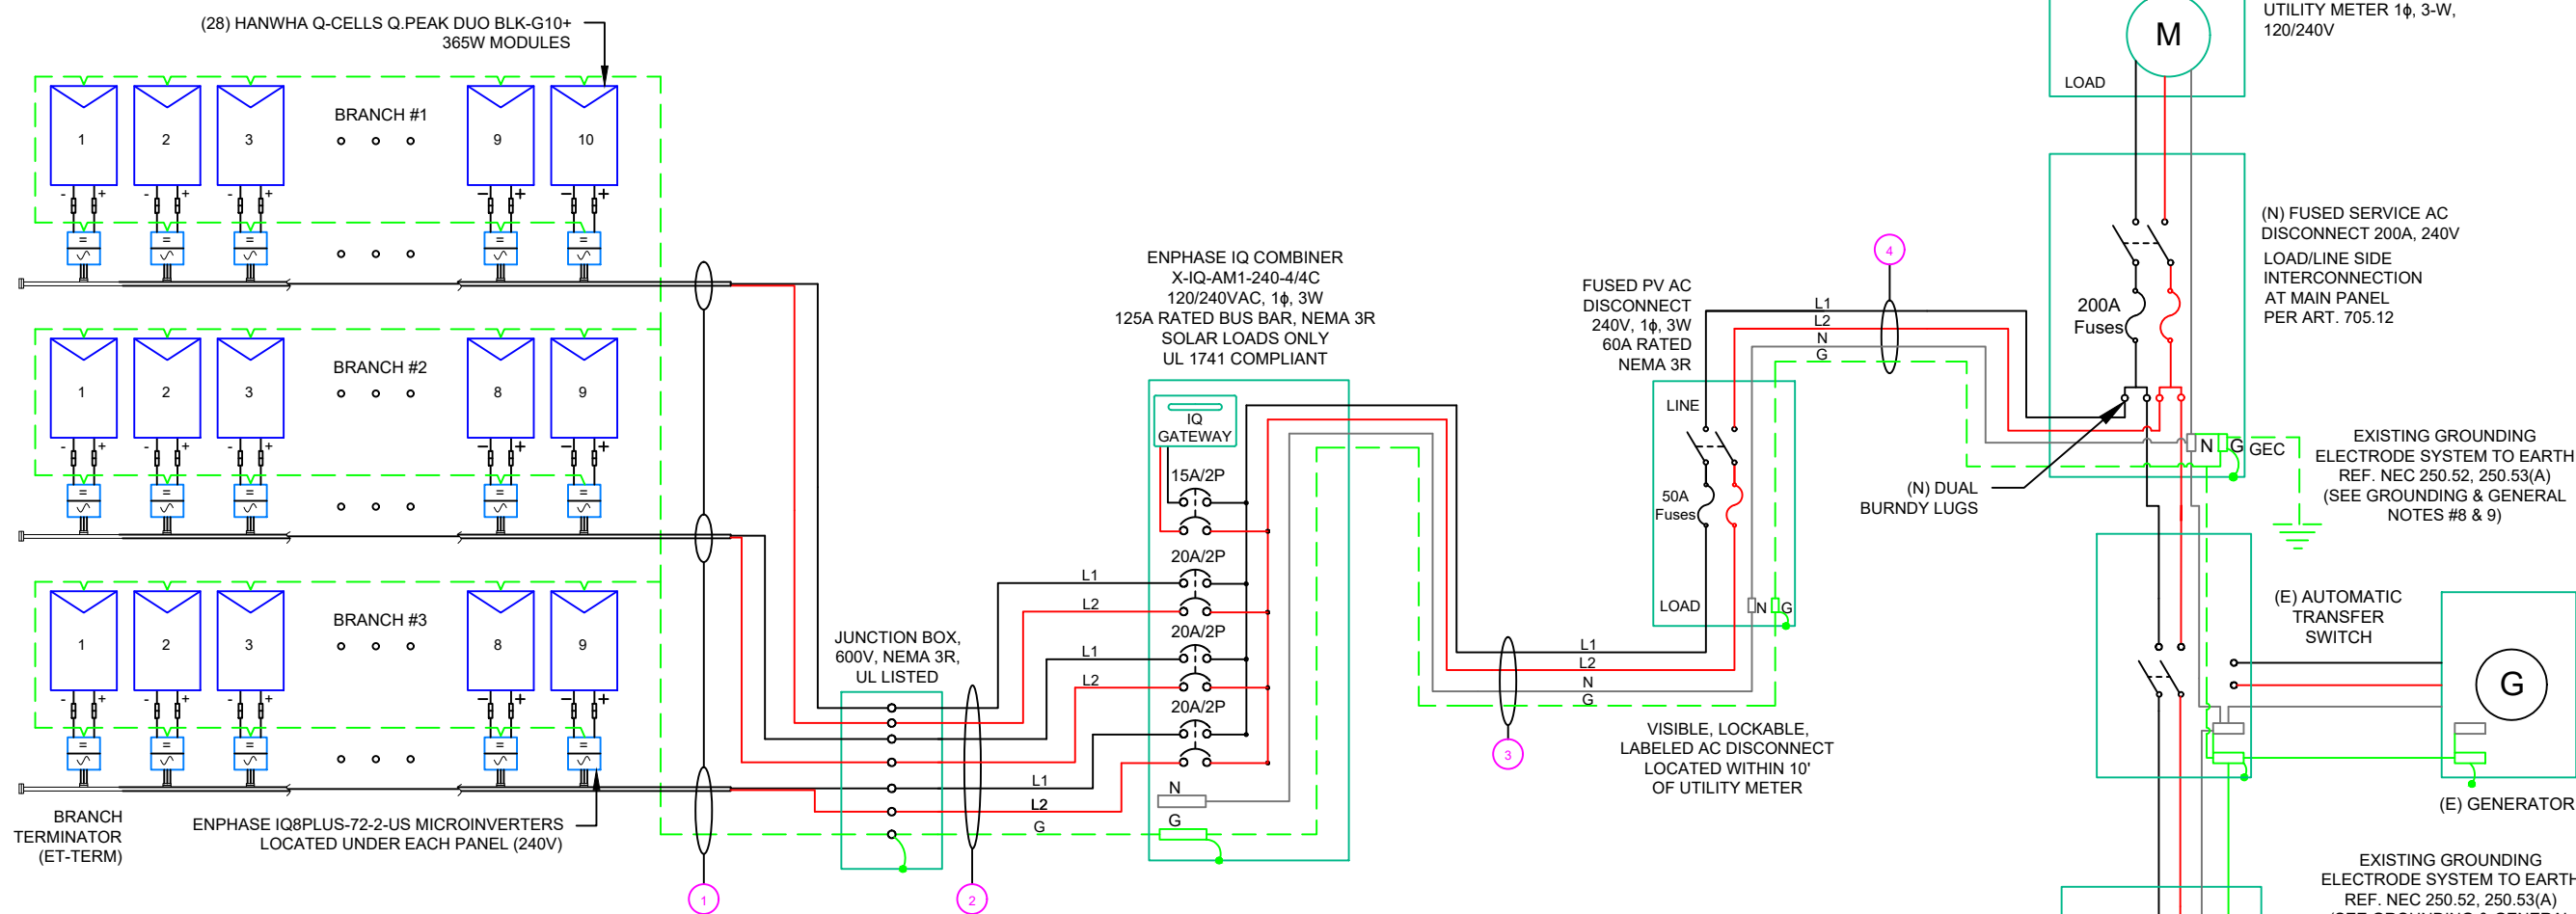 (28) HANWHA Q-CELLS Q.PEAK DUO BLK-G10+
365W MODULES
BRANCH #1
1
2
3
9
10
- +
- +
- +
- +
- +
BRANCH #2
1
2
3
8
9
- +
- +
- +
- +
- +
BRANCH #3
1
2
3
8
9
- +
- +
- +
- +
- +
BRANCH
TERMINATOR
(ET-TERM)
ENPHASE IQ8PLUS-72-2-US MICROINVERTERS
LOCATED UNDER EACH PANEL (240V)
1
JUNCTION BOX,
600V, NEMA 3R,
UL LISTED
2
L1
L2
L1
L2
L1
L2
G
ENPHASE IQ COMBINER
X-IQ-AM1-240-4/4C
120/240VAC, 1ϕ, 3W
125A RATED BUS BAR, NEMA 3R
SOLAR LOADS ONLY
UL 1741 COMPLIANT
IQ
GATEWAY
15A/2P
20A/2P
20A/2P
20A/2P
N
G
L1
L2
N
G
3
FUSED PV AC
DISCONNECT
240V, 1ϕ, 3W
60A RATED
NEMA 3R
LINE
50A
Fuses
LOAD
N G
VISIBLE, LOCKABLE,
LABELED AC DISCONNECT
LOCATED WITHIN 10'
OF UTILITY METER
4
L1
L2
N
G
UTILITY METER 1ϕ, 3-W,
120/240V
M
LOAD
(N) FUSED SERVICE AC
DISCONNECT 200A, 240V
LOAD/LINE SIDE
INTERCONNECTION
AT MAIN PANEL
PER ART. 705.12
200A
Fuses
(N) DUAL
BURNDY LUGS
N G GEC
EXISTING GROUNDING
ELECTRODE SYSTEM TO EARTH
REF. NEC 250.52, 250.53(A)
(SEE GROUNDING & GENERAL
NOTES #8 & 9)
(E) AUTOMATIC
TRANSFER
SWITCH
G
(E) GENERATOR
EXISTING GROUNDING
ELECTRODE SYSTEM TO EARTH
REF. NEC 250.52, 250.53(A)
(SEE GROUNDING & GENERAL